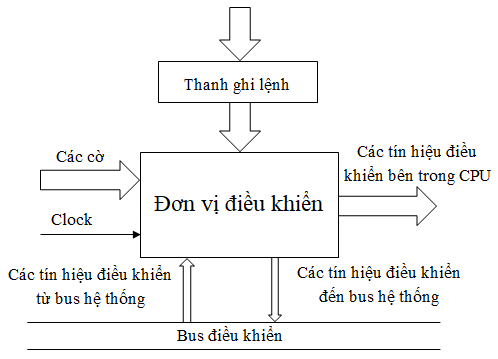 Thanh ghi lệnh
Các cờ
Clock
Đơn vị điều khiển
Các tín hiệu điều
khiển bên trong CPU
Các tín hiệu điều khiển
từ bus hệ thống
Các tín hiệu điều khiển
đến bus hệ thống
Bus điều khiển